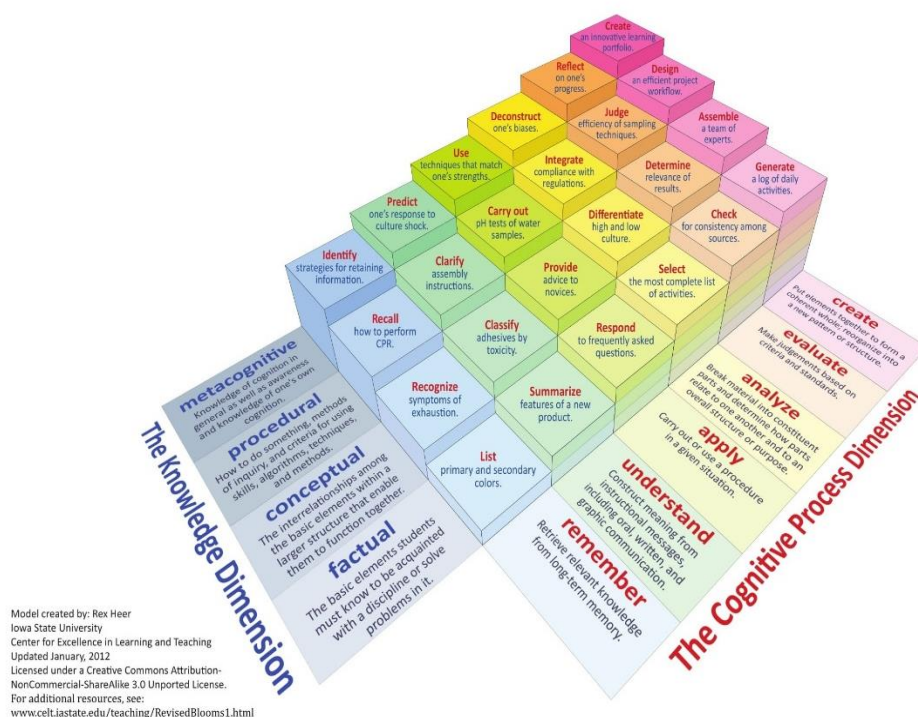 Create
an innovative learning
portfolio.
Reflect
on one's
progress.
Design
an efficient project
workflow.
Deconstruct
one's biases.
Judge
efficiency of sampling
techniques.
Assemble
a team of
experts.
Use
techniques that match
one's strengths.
Integrate
compliance with
regulations.
Determine
relevance of
results.
Generate
a log of daily
activities.
Predict
one's response to
culture shock.
Carry out
pH tests of water
samples.
Differentiate
high and low
culture.
Check
for consistency among
sources.
Identify
strategies for retaining
information.
Clarify
assembly
instructions.
Provide
advice to
novices.
Select
the most complete list
of activities.
Recall
how to perform
CPR.
Classify
adhesives by
toxicity.
Respond
to frequently asked
questions.
Recognize
symptoms of
exhaustion.
Summarize
features of a new
product.
List
primary and secondary
colors.
metacognitive
Knowledge of cognition in
general as well as awareness
and knowledge of one's own
cognition.
procedural
How to do something, methods
of inquiry, and criteria for using
skills, algorithms, techniques,
and methods.
conceptual
The interrelationships among
the basic elements within a
larger structure that enable
them to function together.
factual
The basic elements students
must know to be acquainted
with a discipline or solve
problems in it.
The Knowledge Dimension
create
Put elements together to form a
coherent whole; reorganize into
a new pattern or structure.
evaluate
Make judgements based on
criteria and standards.
analyze
Break material into constituent
parts and determine how parts
relate to one another and to an
overall structure or purpose.
apply
Carry out or use a procedure
in a given situation.
understand
Construct meaning from
instructional messages,
including oral, written, and
graphic communication.
remember
Retrieve relevant knowledge
from long-term memory.
The Cognitive Process Dimension
Model created by: Rex Heer
Iowa State University
Center for Excellence in Learning and Teaching
Updated January, 2012
Licensed under a Creative Commons Attribution-
NonCommercial-ShareAlike 3.0 Unported License.
For additional resources, see:
www.celt.iastate.edu/teaching/RevisedBlooms1.html